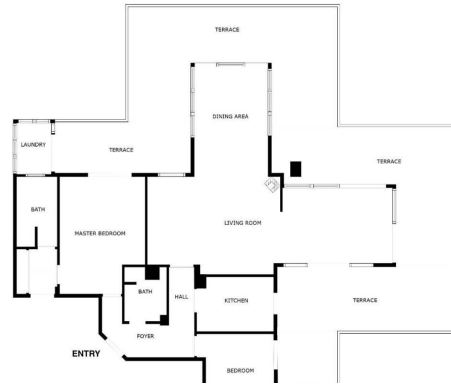 TERRACE
DINING AREA
LAUNDRY
TERRACE
TERRACE
BATH
LIVING ROOM
MASTER BEDROOM
BATH
HALL
KITCHEN
TERRACE
FOYER
ENTRY
BEDROOM